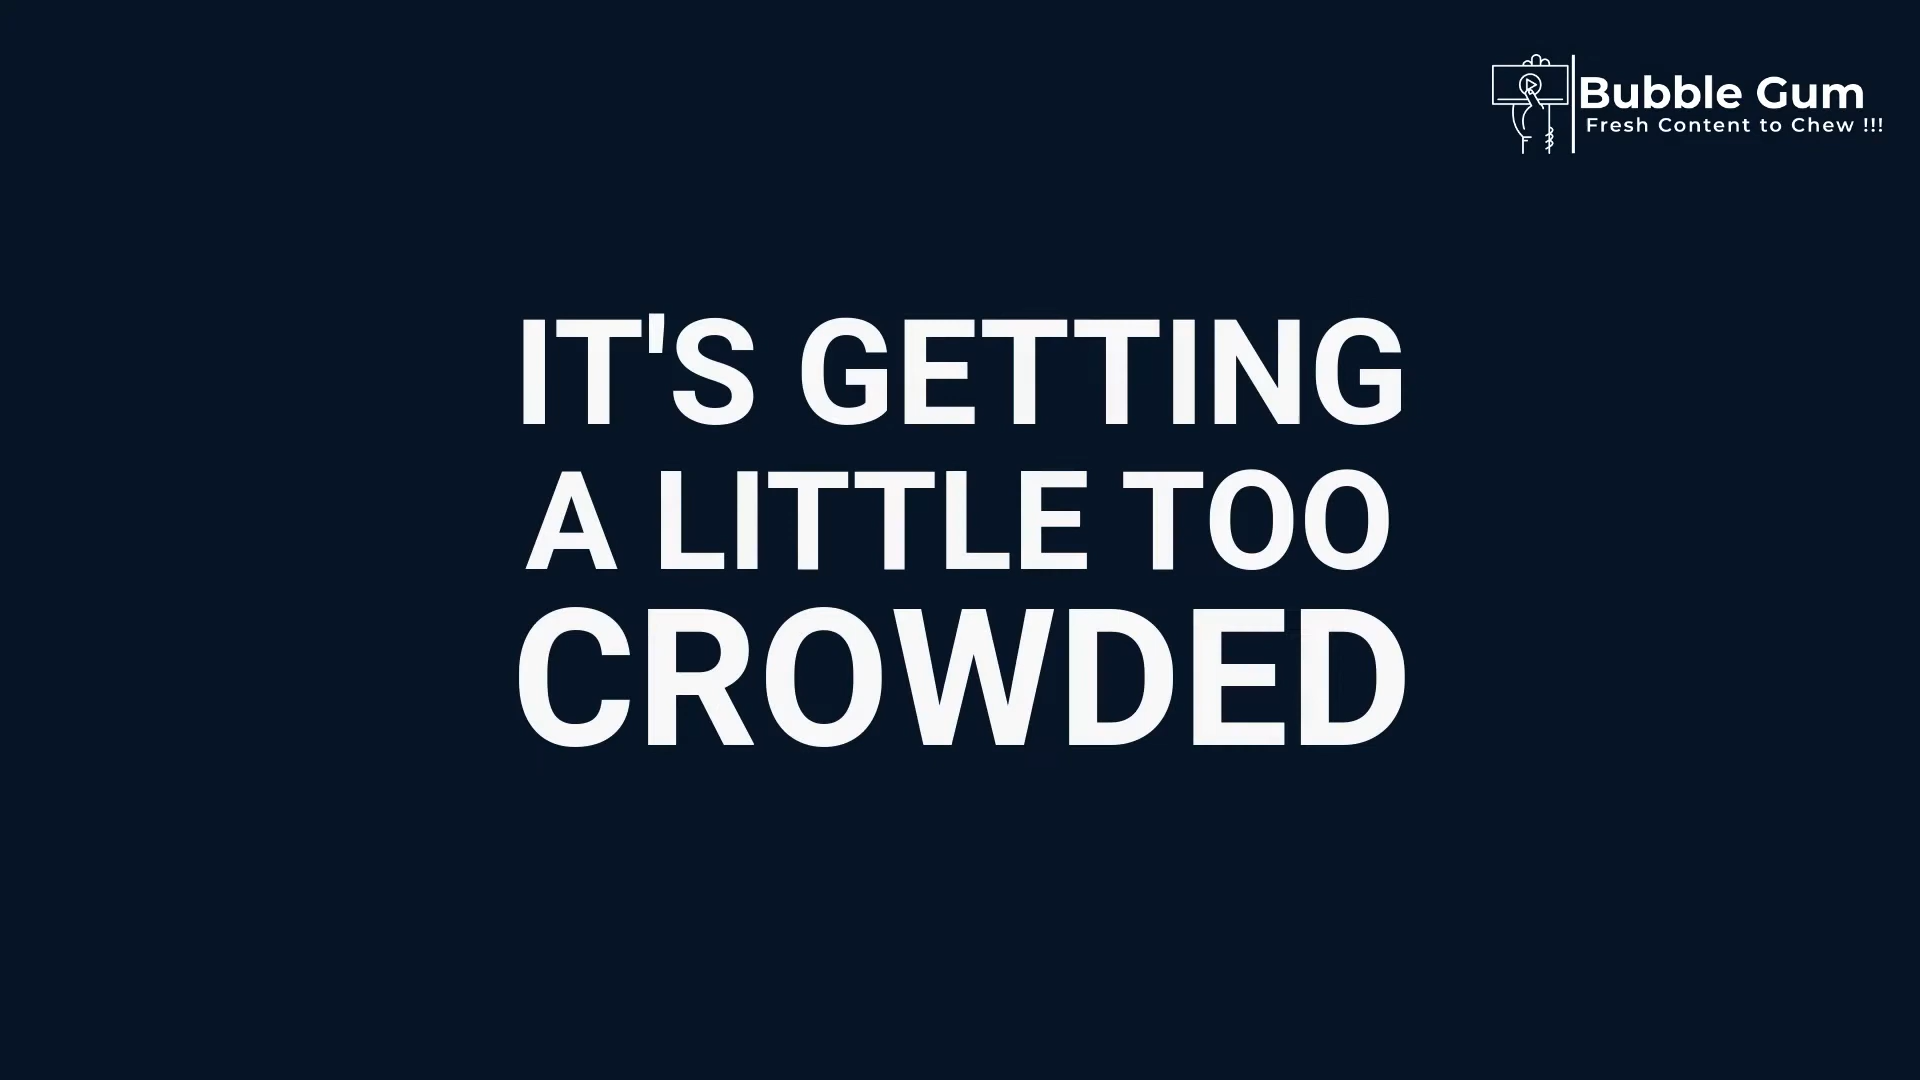 Bubble Gum
Fresh Content to Chew !!!
IT'S GETTING
A LITTLE TOO
CROWDED